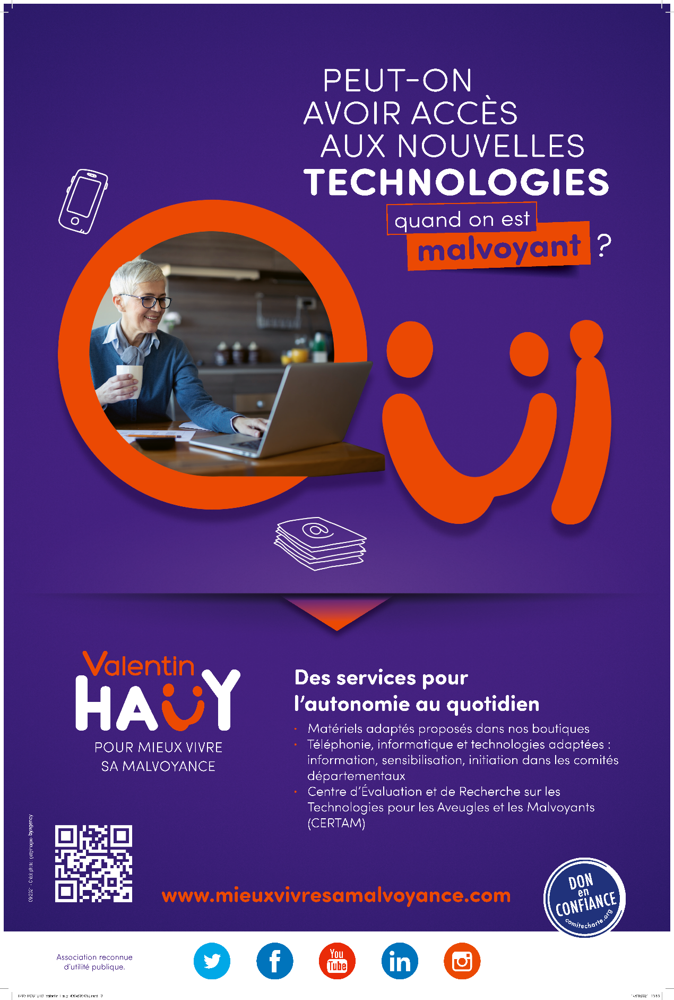 PEUT-ON
AVOIR ACCÈS
AUX NOUVELLES
TECHNOLOGIES
quand on est
malvoyant ?
Oui
@
Valentin
HAÜY
POUR MIEUX VIVRE
SA MALVOYANCE
Des services pour
l'autonomie au quotidien
• Matériels adaptés proposés dans nos boutiques
• Téléphonie, informatique et technologies adaptées :
information, sensibilisation, initiation dans les comités
départementaux
• Centre d'Évaluation et de Recherche sur les
Technologies pour les Aveugles et les Malvoyants
(CERTAM)
09/2021 - Crédit photo : gettyimages - byagency
www.mieuxvivresamalvoyance.com
DON
en
CONFIANCE
comitecharte.org
Association reconnue
d'utilité publique.
f
You
Tube
in